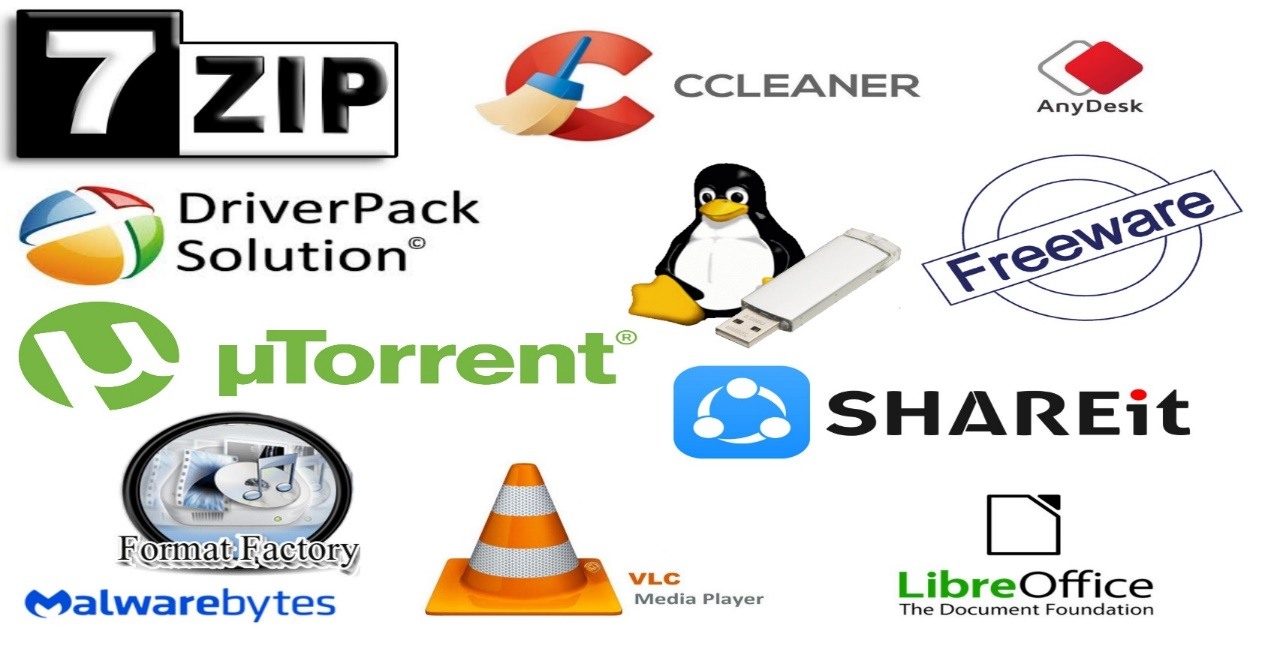 7ZIP
CCLEANER
AnyDesk
DriverPack
Solution©
Freeware
µTorrent®
SHAREit
Format Factory
Malwarebytes
VLC
Media Player
LibreOffice
The Document Foundation